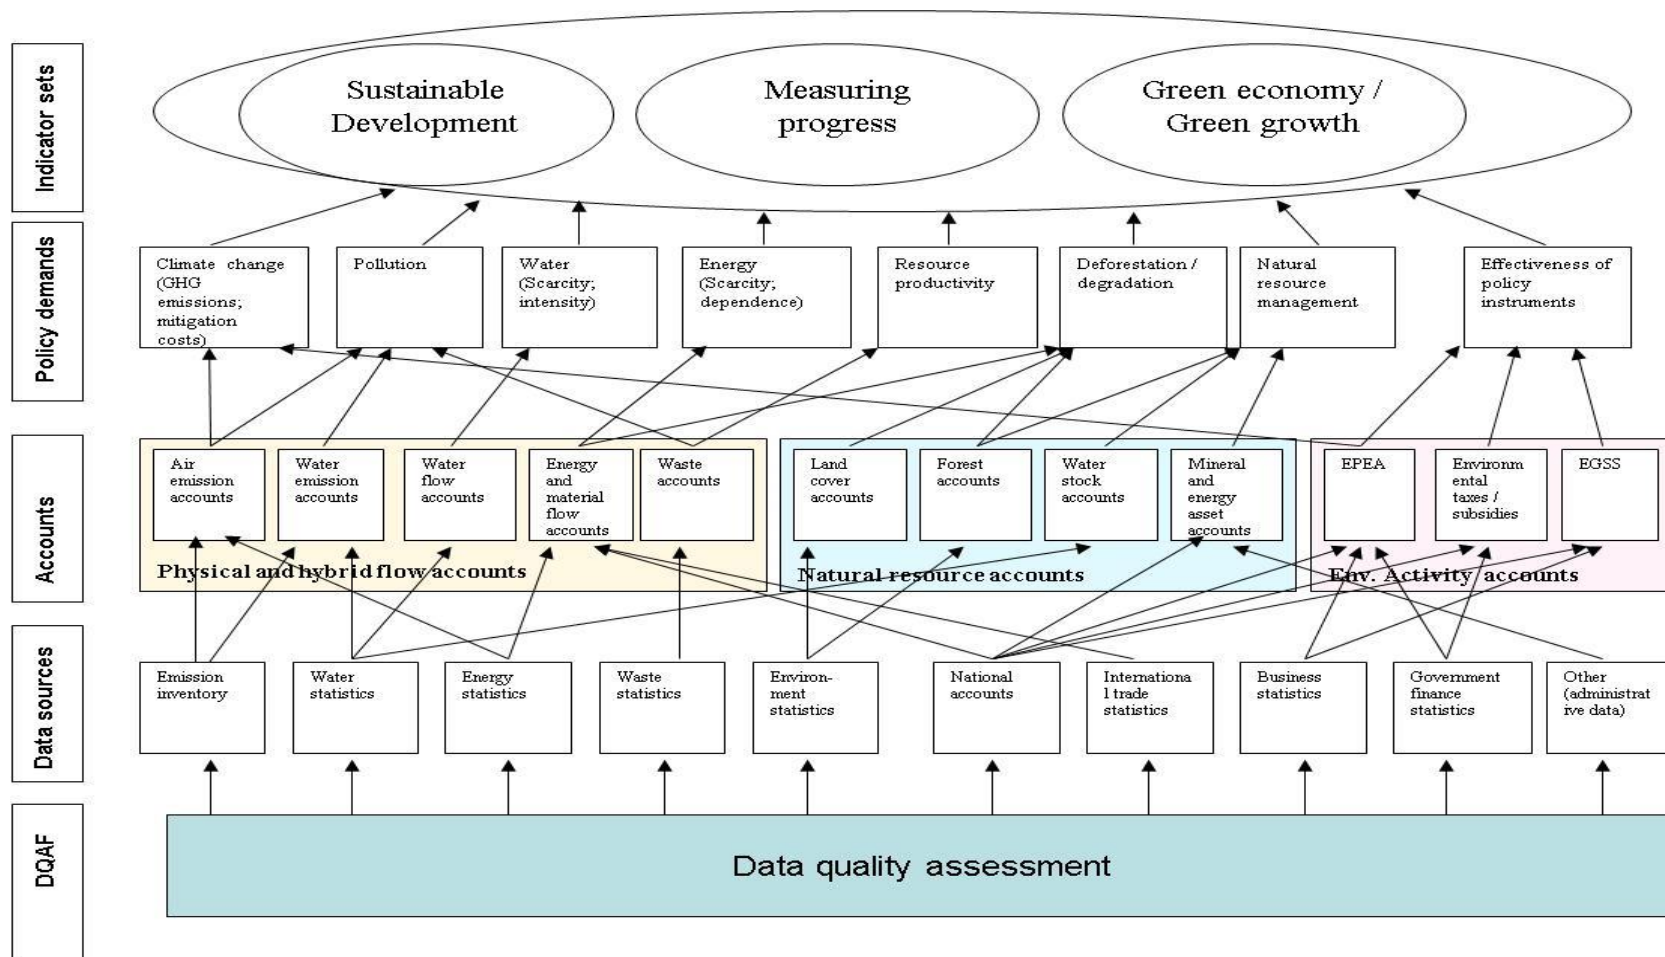 Indicator sets
Sustainable
Development
Measuring
progress
Green economy /
Green growth
Policy demands
Climate change
(GHG
emissions;
mitigation
costs)
Pollution
Water
(Scarcity;
intensity)
Energy
(Scarcity;
dependence)
Resource
productivity
Deforestation /
degradation
Natural
resource
management
Effectiveness of
policy
instruments
Accounts
Air
emission
accounts
Water
emission
accounts
Water
flow
accounts
Energy
and
material
flow
accounts
Waste
accounts
Physical and hybrid flow accounts
Land
cover
accounts
Forest
accounts
Water
stock
accounts
Mineral
and
energy
asset
accounts
Natural resource accounts
EPEA
Environm
ental
taxes /
subsidies
EGSS
Env. Activity accounts
Data sources
Emission
inventory
Water
statistics
Energy
statistics
Waste
statistics
Environ-
ment
statistics
National
accounts
Internationa
l trade
statistics
Business
statistics
Government
finance
statistics
Other
(administrat
ive data)
DQAF
Data quality assessment